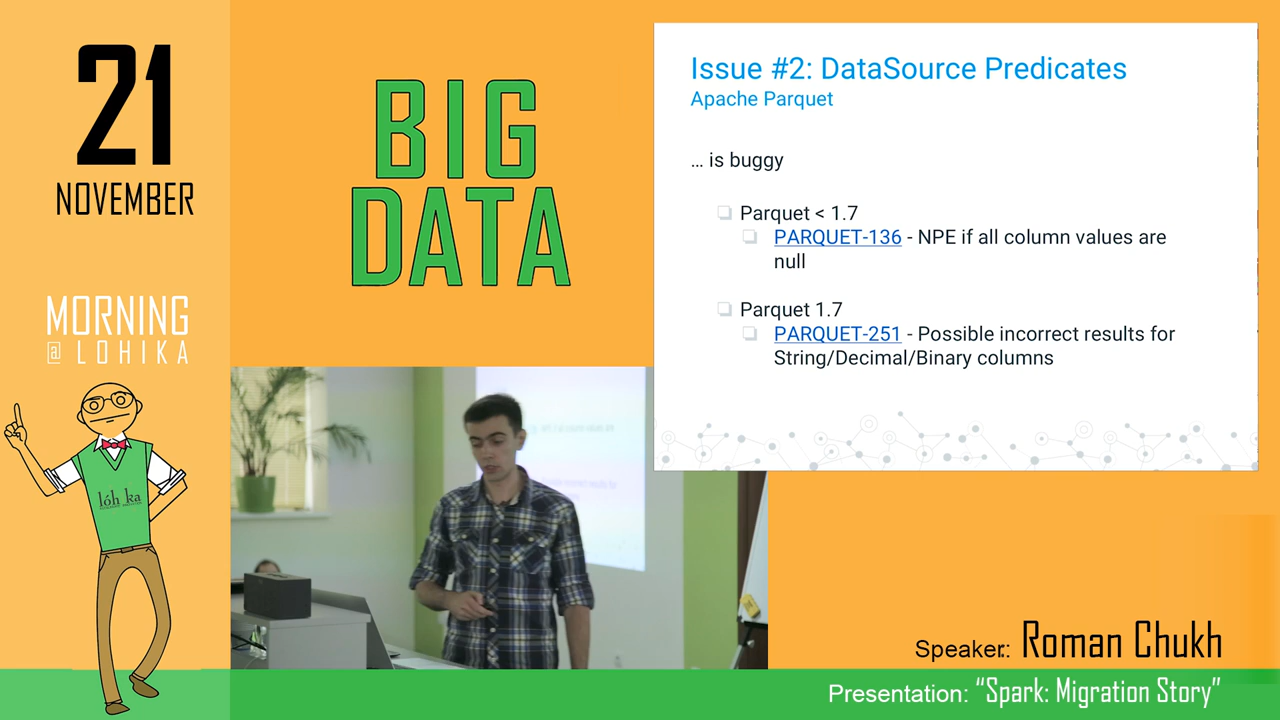 21
NOVEMBER
MORNING
@ LOHIKA
lóh ka
BIG
DATA
Issue #2: DataSource Predicates
Apache Parquet
... is buggy
Parquet < 1.7
PARQUET-136 - NPE if all column values are
null
Parquet 1.7
PARQUET-251 - Possible incorrect results for
String/Decimal/Binary columns
Speaker:: Roman Chukh
Presentation: “Spark: Migration Story”